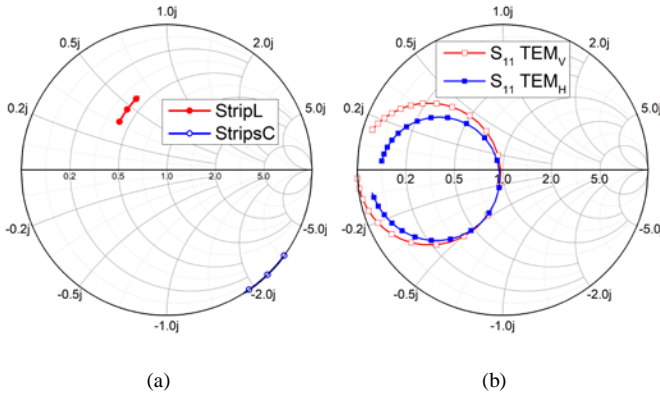 1.0j
0.5j
2.0j
0.2j
5.0j
StripL
StripsC
0.2 0.5 1.0 2.0 5.0
-0.2j
-5.0j
-0.5j
-2.0j
-1.0j
(a)
1.0j
0.5j
2.0j
S11 TEMV
S11 TEMH
0.2j
5.0j
0.2 0.5 1.0 2.0 5.0
-0.2j
-5.0j
-0.5j
-2.0j
-1.0j
(b)